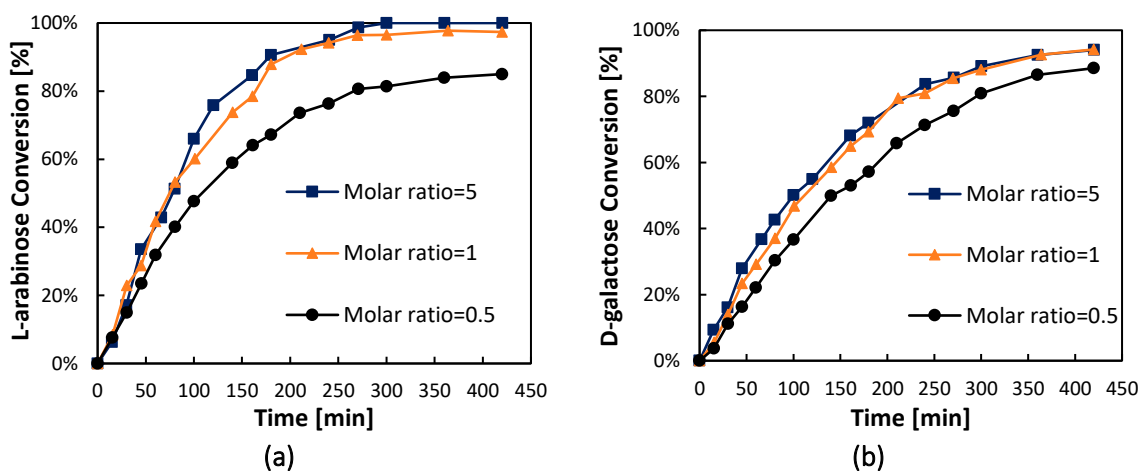 L-arabinose Conversion [%]
100%
80%
60%
40%
20%
0%
Molar ratio=5
Molar ratio=1
Molar ratio=0.5
0 50 100 150 200 250 300 350 400 450
Time [min]
(a)
D-galactose Conversion [%]
100%
80%
60%
40%
20%
0%
Molar ratio=5
Molar ratio=1
Molar ratio=0.5
0 50 100 150 200 250 300 350 400 450
Time [min]
(b)